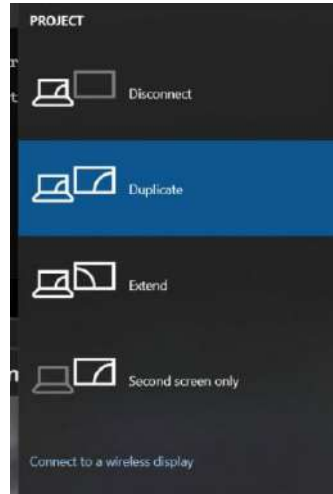 PROJECT
Disconnect
Duplicate
Extend
Second screen only
Connect to a wireless display